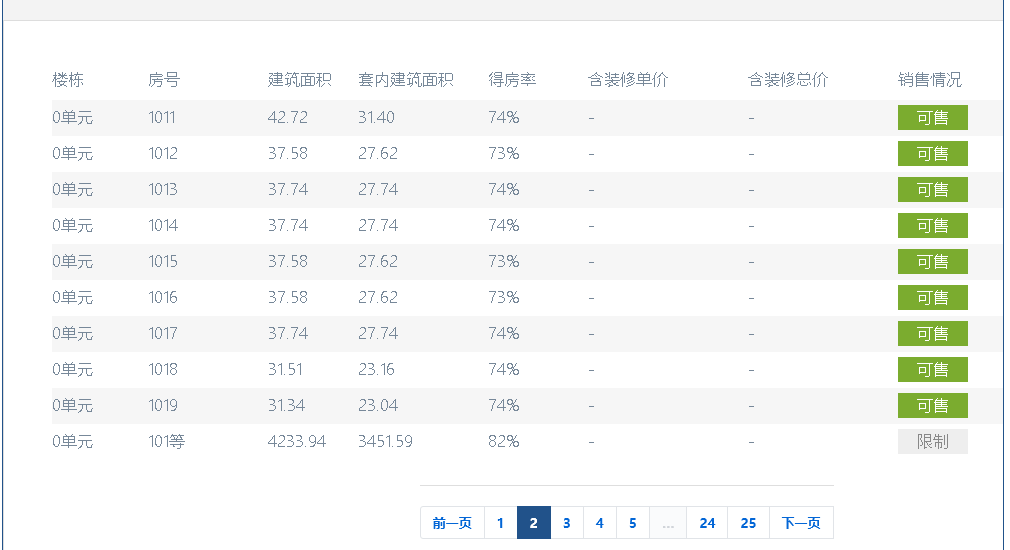 楼栋 房号 建筑面积 套内建筑面积 得房率 含装修单价 含装修总价 销售情况
0单元 1011 42.72 31.40 74% - - 可售
0单元 1012 37.58 27.62 73% - - 可售
0单元 1013 37.74 27.74 74% - - 可售
0单元 1014 37.74 27.74 74% - - 可售
0单元 1015 37.58 27.62 73% - - 可售
0单元 1016 37.58 27.62 73% - - 可售
0单元 1017 37.74 27.74 74% - - 可售
0单元 1018 31.51 23.16 74% - - 可售
0单元 1019 31.34 23.04 74% - - 可售
0单元 101等 4233.94 3451.59 82% - - 限制
前一页 1 2 3 4 5 ... 24 25 下一页